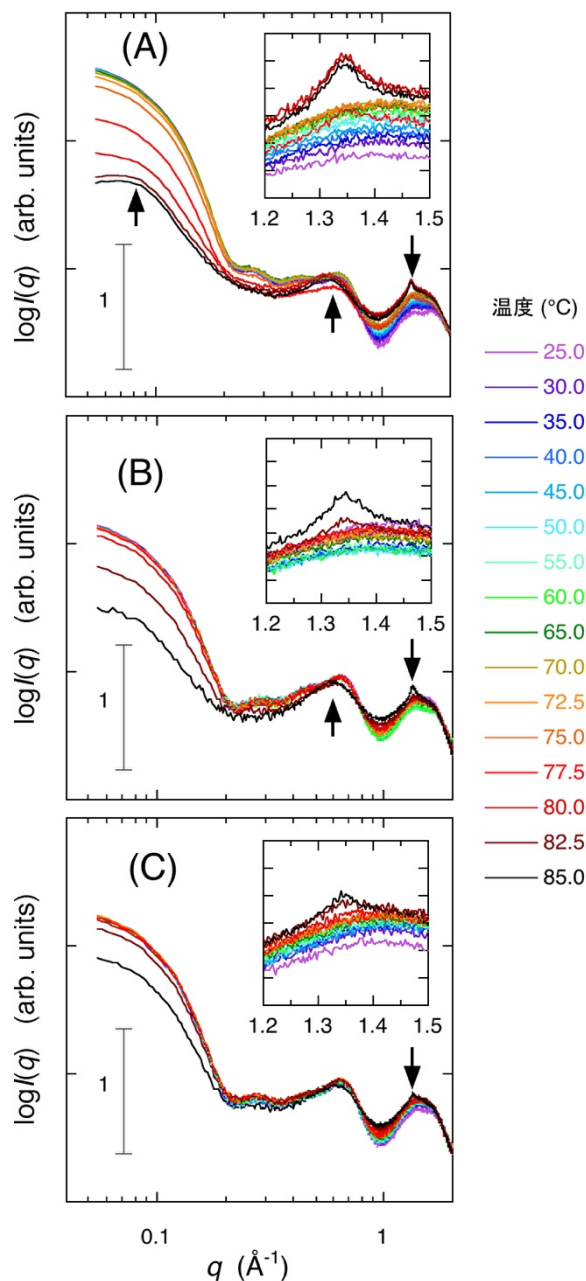 (A)
logI(q) (arb. units)
1
1.2 1.3 1.4 1.5
(B)
logI(q) (arb. units)
1
1.2 1.3 1.4 1.5
(C)
logI(q) (arb. units)
1
1.2 1.3 1.4 1.5
0.1 1
q (Å-1)
温度 (°C)
25.0
30.0
35.0
40.0
45.0
50.0
55.0
60.0
65.0
70.0
72.5
75.0
77.5
80.0
82.5
85.0